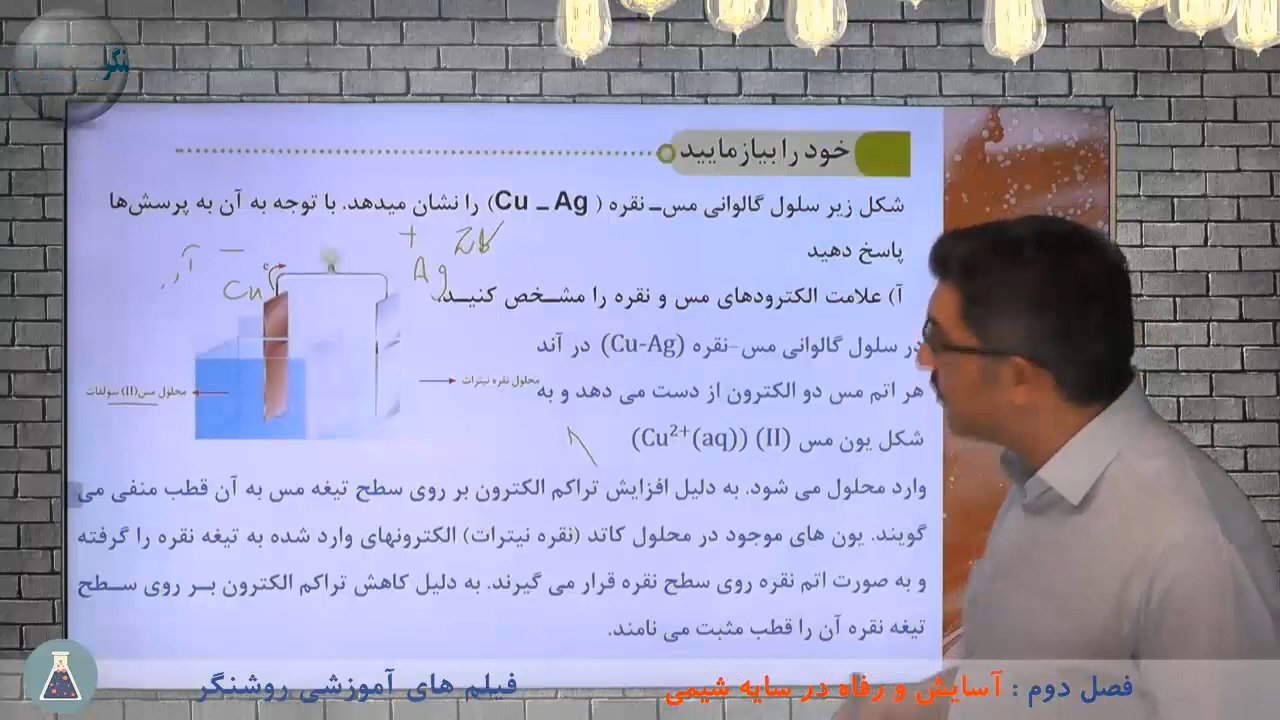 خود را بیازمایید
شکل زیر سلول گالوانی مس ـ نقره ( Cu ـ Ag) را نشان میدهد. با توجه به آن به پرسش‌ها
پاسخ دهید
آ) علامت الکترودهای مس و نقره را مشخص کنید.
در سلول گالوانی مس–نقره (Cu-Ag) در آند
هر اتم مس دو الکترون از دست می دهد و به
شکل یون مس (II) (Cu²⁺(aq))
وارد محلول می شود. به دلیل افزایش تراکم الکترون بر روی سطح تیغه مس به آن قطب منفی می
گویند. یون های موجود در محلول کاتد (نقره نیترات) الکترونهای وارد شده به تیغه نقره را گرفته
و به صورت اتم نقره روی سطح نقره قرار می گیرند. به دلیل کاهش تراکم الکترون بر روی سطح
تیغه نقره آن را قطب مثبت می نامند.
− +
Cu e Ag
محلول نقره نیترات
محلول مس(II) سولفات
فصل دوم : آسایش و رفاه در سایه شیمی
فیلم های آموزشی روشنگر